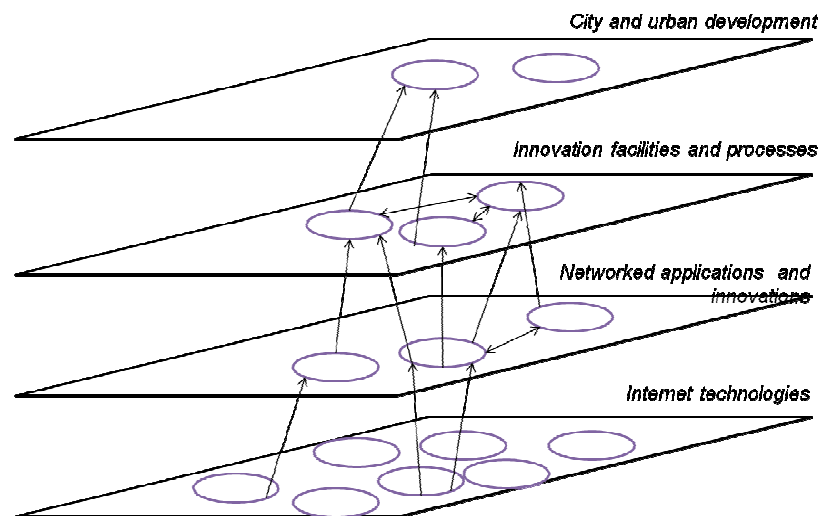 City and urban development
Innovation facilities and processes
Networked applications and
innovations
Internet technologies